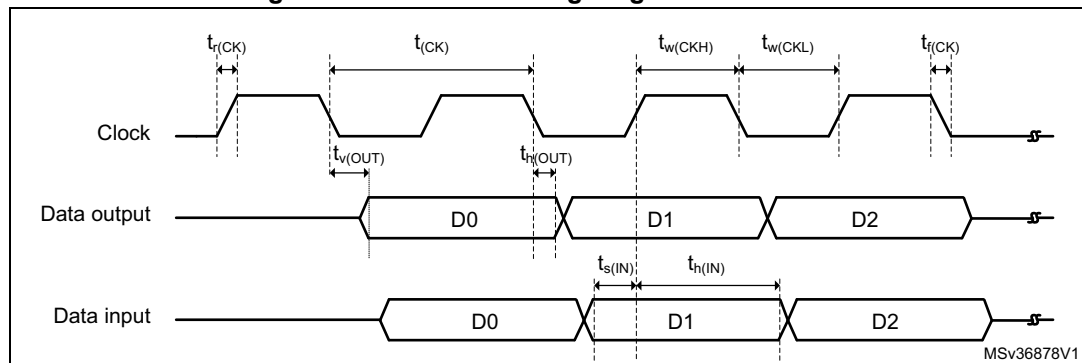 t_r(CK) t_(CK) t_w(CKH) t_w(CKL) t_f(CK)
Clock
t_v(OUT) t_h(OUT)
Data output D0 D1 D2
t_s(IN) t_h(IN)
Data input D0 D1 D2
MSv36878V1